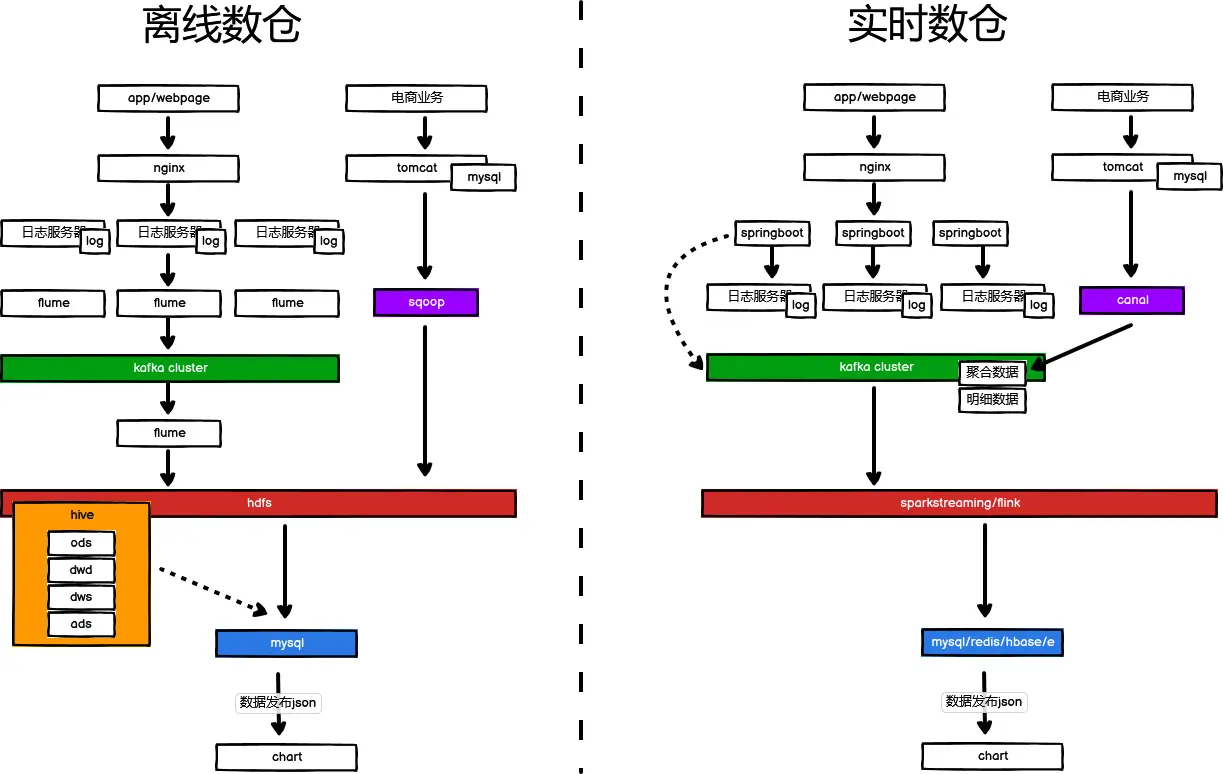 离线数仓
app/webpage
电商业务
nginx
tomcat
mysql
日志服务器
log
日志服务器
log
日志服务器
log
flume
flume
flume
sqoop
kafka cluster
flume
hdfs
hive
ods
dwd
dws
ads
mysql
数据发布json
chart
实时数仓
app/webpage
电商业务
nginx
tomcat
mysql
springboot
springboot
springboot
日志服务器
log
日志服务器
log
日志服务器
log
canal
kafka cluster
聚合数据
明细数据
sparkstreaming/flink
mysql/redis/hbase/e
数据发布json
chart